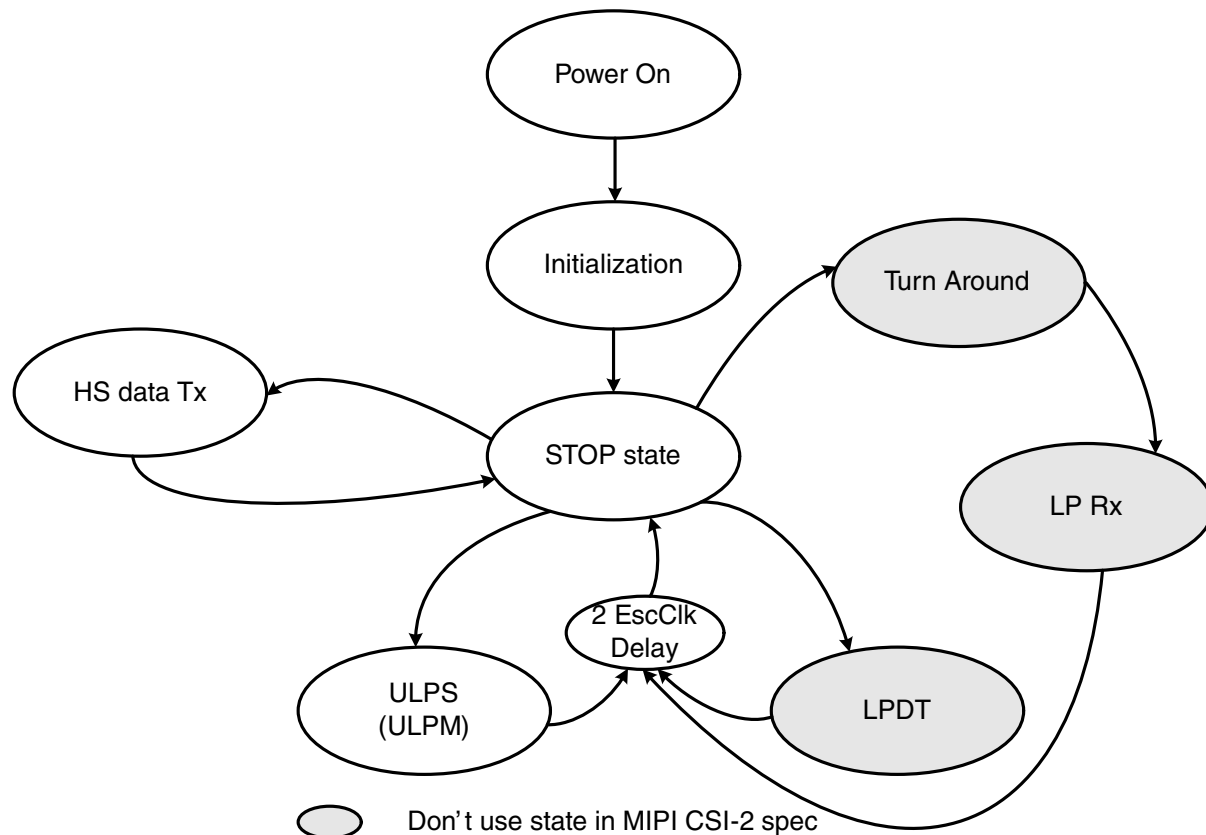 Power On
Initialization
Turn Around
HS data Tx
STOP state
LP Rx
2 EscClk
Delay
ULPS
(ULPM)
LPDT
Don't use state in MIPI CSI-2 spec